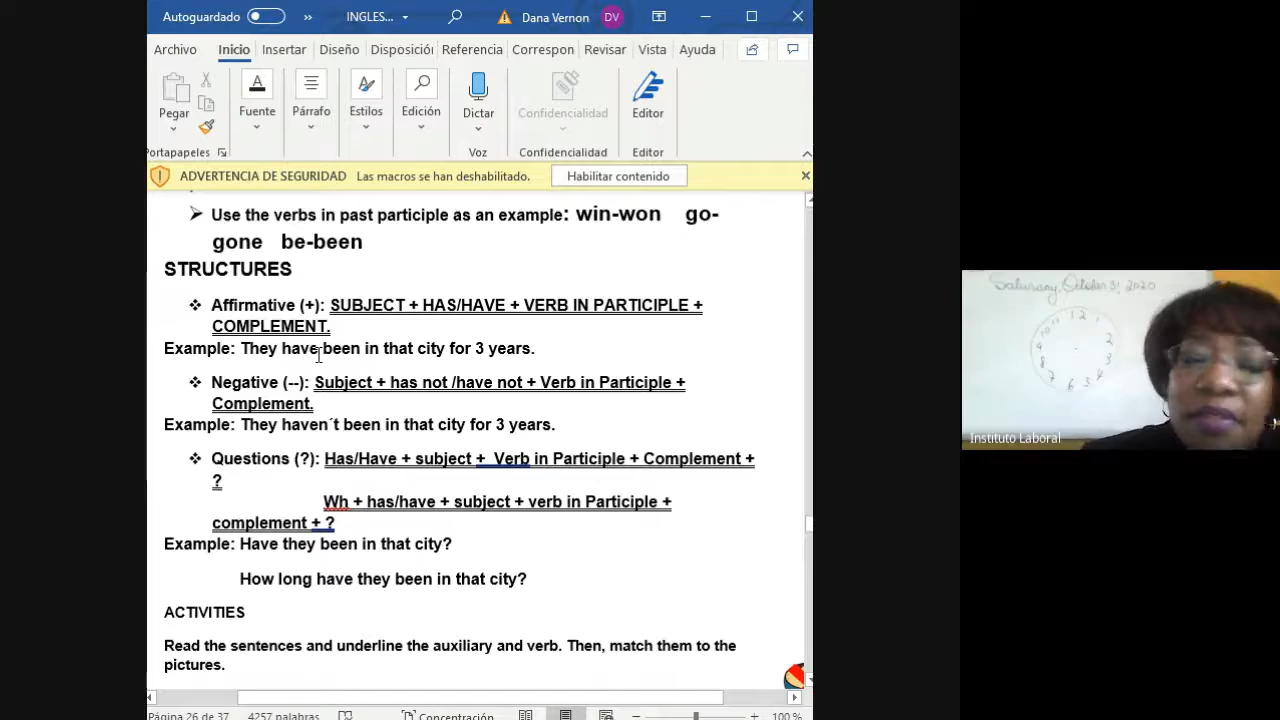 Autoguardado
INGLES...
Dana Vernon
DV
Archivo Inicio Insertar Diseño Disposició Referencia Correspon Revisar Vista Ayuda
Pegar Fuente Párrafo Estilos Edición Dictar Confidencialidad Editor
Portapapeles Voz Confidencialidad Editor
ADVERTENCIA DE SEGURIDAD Las macros se han deshabilitado. Habilitar contenido
➢ Use the verbs in past participle as an example: win-won go-
gone be-been
STRUCTURES
❖ Affirmative (+): SUBJECT + HAS/HAVE + VERB IN PARTICIPLE +
COMPLEMENT.
Example: They have been in that city for 3 years.
❖ Negative (--): Subject + has not /have not + Verb in Participle +
Complement.
Example: They haven´t been in that city for 3 years.
❖ Questions (?): Has/Have + subject + Verb in Participle + Complement +
?
Wh + has/have + subject + verb in Participle +
complement + ?
Example: Have they been in that city?
How long have they been in that city?
ACTIVITIES
Read the sentences and underline the auxiliary and verb. Then, match them to the
pictures.
Página 26 de 37 4257 palabras Concentración 100 %
Saturday, October 31, 2020
Instituto Laboral